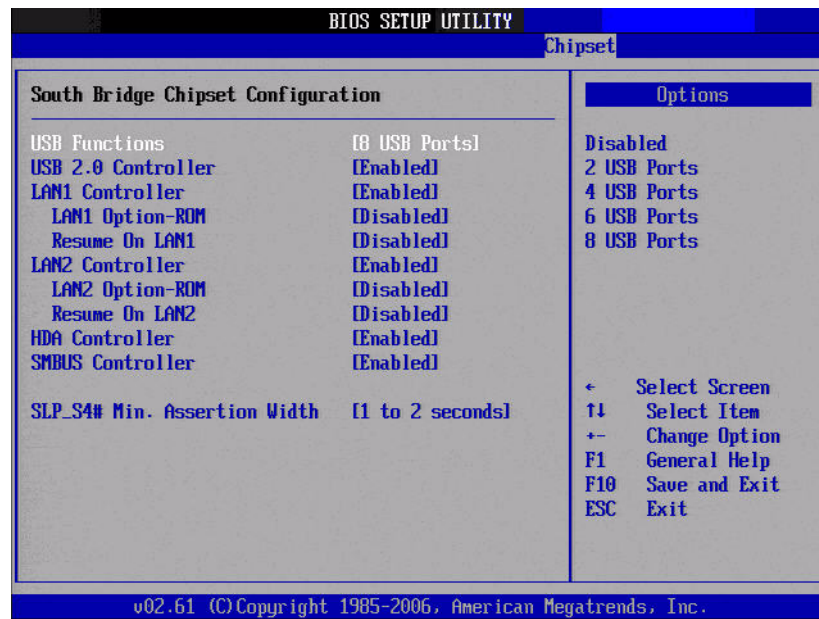 BIOS SETUP UTILITY
Chipset
South Bridge Chipset Configuration
USB Functions [8 USB Ports]
USB 2.0 Controller [Enabled]
LAN1 Controller [Enabled]
LAN1 Option-ROM [Disabled]
Resume On LAN1 [Disabled]
LAN2 Controller [Enabled]
LAN2 Option-ROM [Disabled]
Resume On LAN2 [Disabled]
HDA Controller [Enabled]
SMBUS Controller [Enabled]
SLP_S4# Min. Assertion Width [1 to 2 seconds]
Options
Disabled
2 USB Ports
4 USB Ports
6 USB Ports
8 USB Ports
← Select Screen
↑↓ Select Item
+- Change Option
F1 General Help
F10 Save and Exit
ESC Exit
v02.61 (C)Copyright 1985-2006, American Megatrends, Inc.